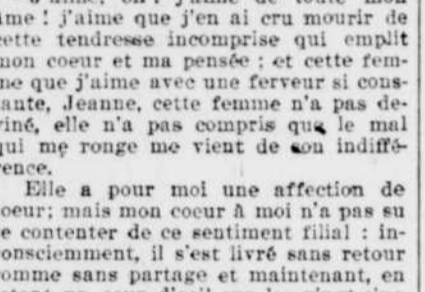 ime ! j'aime que j'en ai cru mourir de
cette tendresse incomprise qui emplit
mon coeur et ma pensée ; et cette fem-
ne que j'aime avec une ferveur si cons-
tante, Jeanne, cette femme n'a pas de-
viné, elle n'a pas compris que le mal
qui me ronge me vient de son indiffé-
rence.
Elle a pour moi une affection de
soeur; mais mon coeur à moi n'a pas su
se contenter de ce sentiment filial : in-
consciemment, il s'est livré sans retour
comme sans partage et maintenant, en